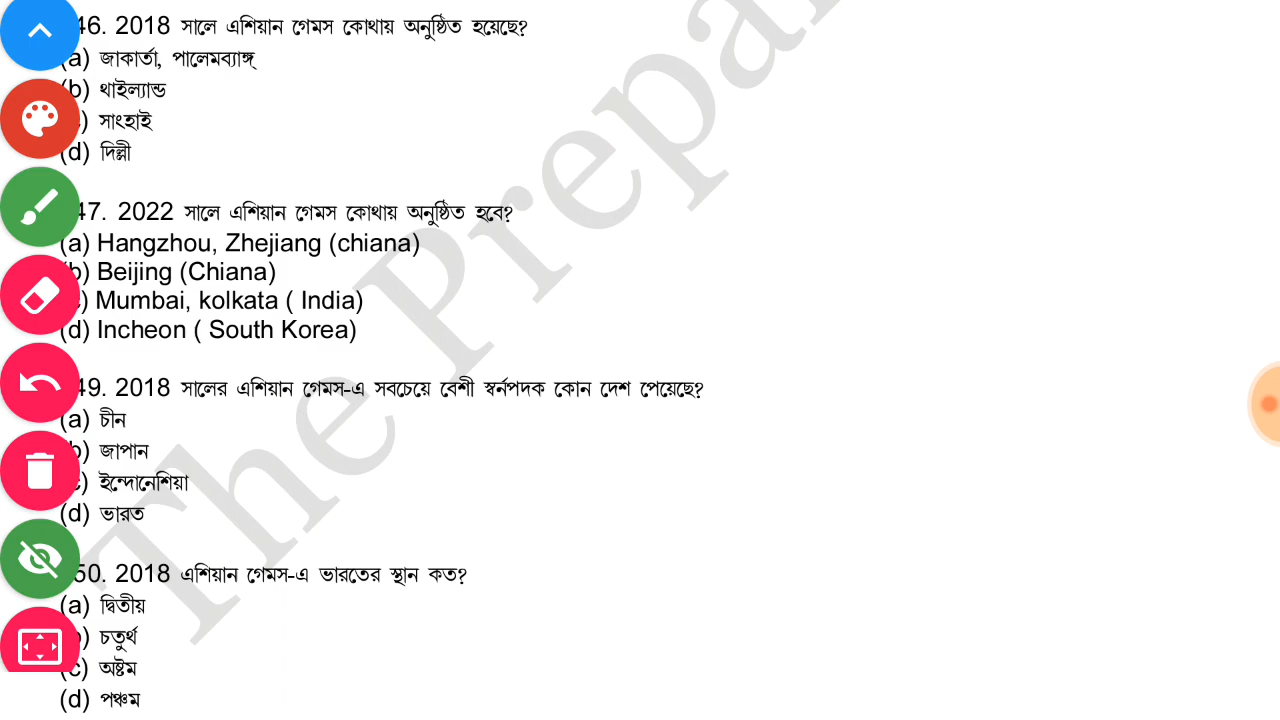 46. 2018 সালে এশিয়ান গেমস কোথায় অনুষ্ঠিত হয়েছে?
(a) জাকার্তা, পালেমব্যাঙ্গ্
(b) থাইল্যান্ড
) সাংহাই
(d) দিল্লী
47. 2022 সালে এশিয়ান গেমস কোথায় অনুষ্ঠিত হবে?
(a) Hangzhou, Zhejiang (chiana)
b) Beijing (Chiana)
) Mumbai, kolkata ( India)
(d) Incheon ( South Korea)
49. 2018 সালের এশিয়ান গেমস-এ সবচেয়ে বেশী স্বর্নপদক কোন দেশ পেয়েছে?
(a) চীন
b) জাপান
) ইন্দোনেশিয়া
(d) ভারত
50. 2018 এশিয়ান গেমস-এ ভারতের স্থান কত?
(a) দ্বিতীয়
) চতুর্থ
(c) অষ্টম
(d) পঞ্চম
The Prepa